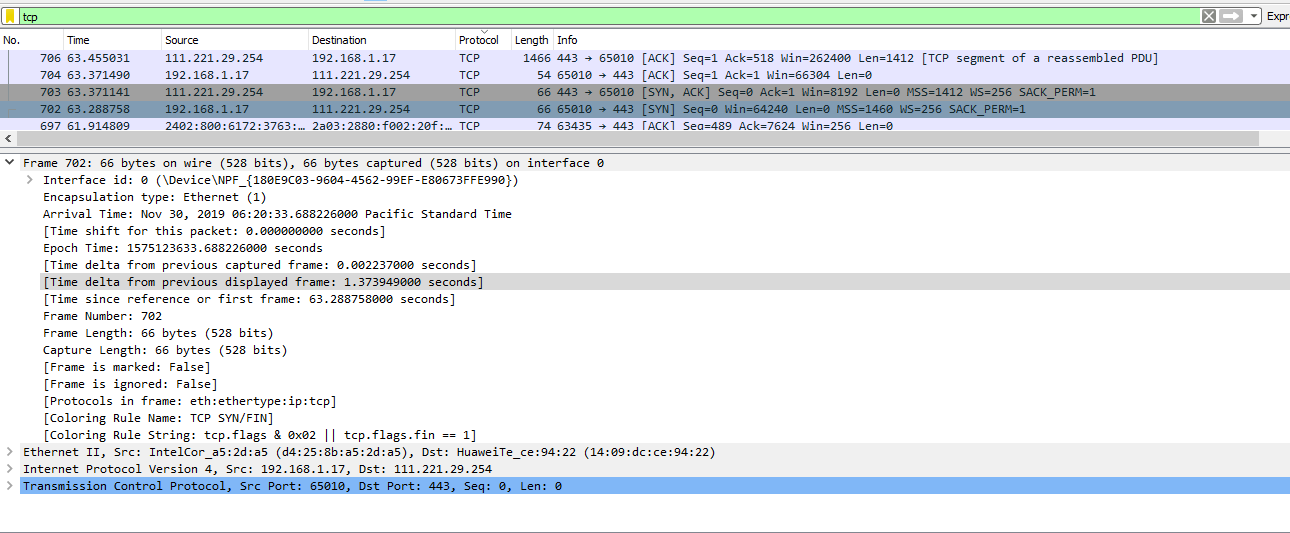 tcp Expre
No. Time Source Destination Protocol Length Info
706 63.455031 111.221.29.254 192.168.1.17 TCP 1466 443 → 65010 [ACK] Seq=1 Ack=518 Win=262400 Len=1412 [TCP segment of a reassembled PDU]
704 63.371490 192.168.1.17 111.221.29.254 TCP 54 65010 → 443 [ACK] Seq=1 Ack=1 Win=66304 Len=0
703 63.371141 111.221.29.254 192.168.1.17 TCP 66 443 → 65010 [SYN, ACK] Seq=0 Ack=1 Win=8192 Len=0 MSS=1412 WS=256 SACK_PERM=1
702 63.288758 192.168.1.17 111.221.29.254 TCP 66 65010 → 443 [SYN] Seq=0 Win=64240 Len=0 MSS=1460 WS=256 SACK_PERM=1
697 61.914809 2402:800:6172:3763:… 2a03:2880:f002:20f:… TCP 74 63435 → 443 [ACK] Seq=489 Ack=7624 Win=256 Len=0
Frame 702: 66 bytes on wire (528 bits), 66 bytes captured (528 bits) on interface 0
Interface id: 0 (\Device\NPF_{180E9C03-9604-4562-99EF-E80673FFE990})
Encapsulation type: Ethernet (1)
Arrival Time: Nov 30, 2019 06:20:33.688226000 Pacific Standard Time
[Time shift for this packet: 0.000000000 seconds]
Epoch Time: 1575123633.688226000 seconds
[Time delta from previous captured frame: 0.002237000 seconds]
[Time delta from previous displayed frame: 1.373949000 seconds]
[Time since reference or first frame: 63.288758000 seconds]
Frame Number: 702
Frame Length: 66 bytes (528 bits)
Capture Length: 66 bytes (528 bits)
[Frame is marked: False]
[Frame is ignored: False]
[Protocols in frame: eth:ethertype:ip:tcp]
[Coloring Rule Name: TCP SYN/FIN]
[Coloring Rule String: tcp.flags & 0x02 || tcp.flags.fin == 1]
Ethernet II, Src: IntelCor_a5:2d:a5 (d4:25:8b:a5:2d:a5), Dst: HuaweiTe_ce:94:22 (14:09:dc:ce:94:22)
Internet Protocol Version 4, Src: 192.168.1.17, Dst: 111.221.29.254
Transmission Control Protocol, Src Port: 65010, Dst Port: 443, Seq: 0, Len: 0